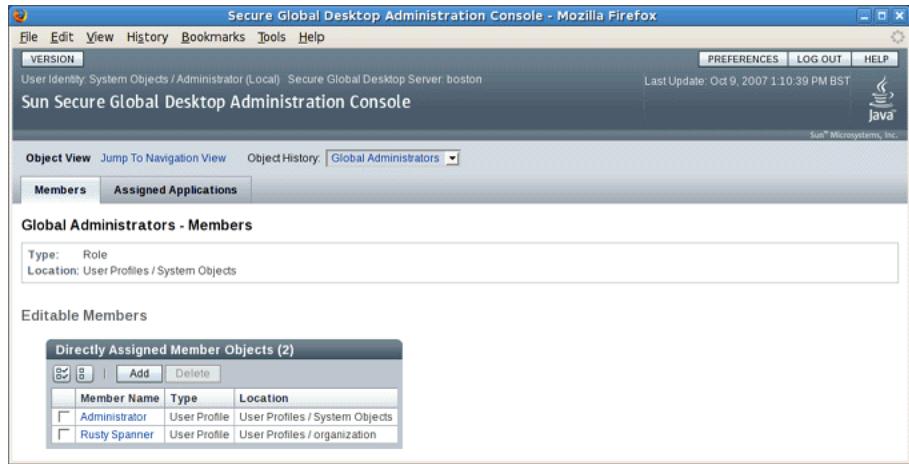 Secure Global Desktop Administration Console - Mozilla Firefox
File Edit View History Bookmarks Tools Help
VERSION PREFERENCES LOG OUT HELP
User Identity: System Objects / Administrator (Local) Secure Global Desktop Server: boston Last Update: Oct 9, 2007 1:10:39 PM BST
Sun Secure Global Desktop Administration Console
Java
Sun™ Microsystems, Inc.
Object View Jump To Navigation View Object History: Global Administrators
Members Assigned Applications
Global Administrators - Members
Type: Role
Location: User Profiles / System Objects
Editable Members
Directly Assigned Member Objects (2)
Add Delete
Member Name Type Location
Administrator User Profile User Profiles / System Objects
Rusty Spanner User Profile User Profiles / organization